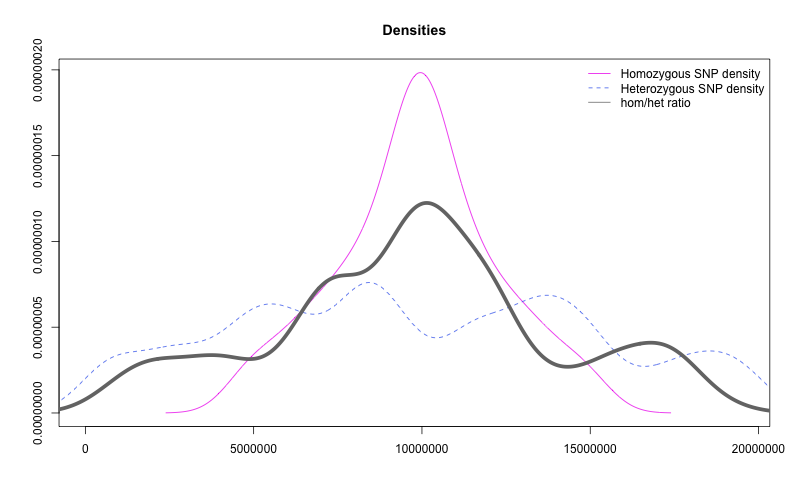 Densities
Homozygous SNP density
Heterozygous SNP density
hom/het ratio
0.00000020
0.00000015
0.00000010
0.00000005
0.00000000
0 5000000 10000000 15000000 20000000